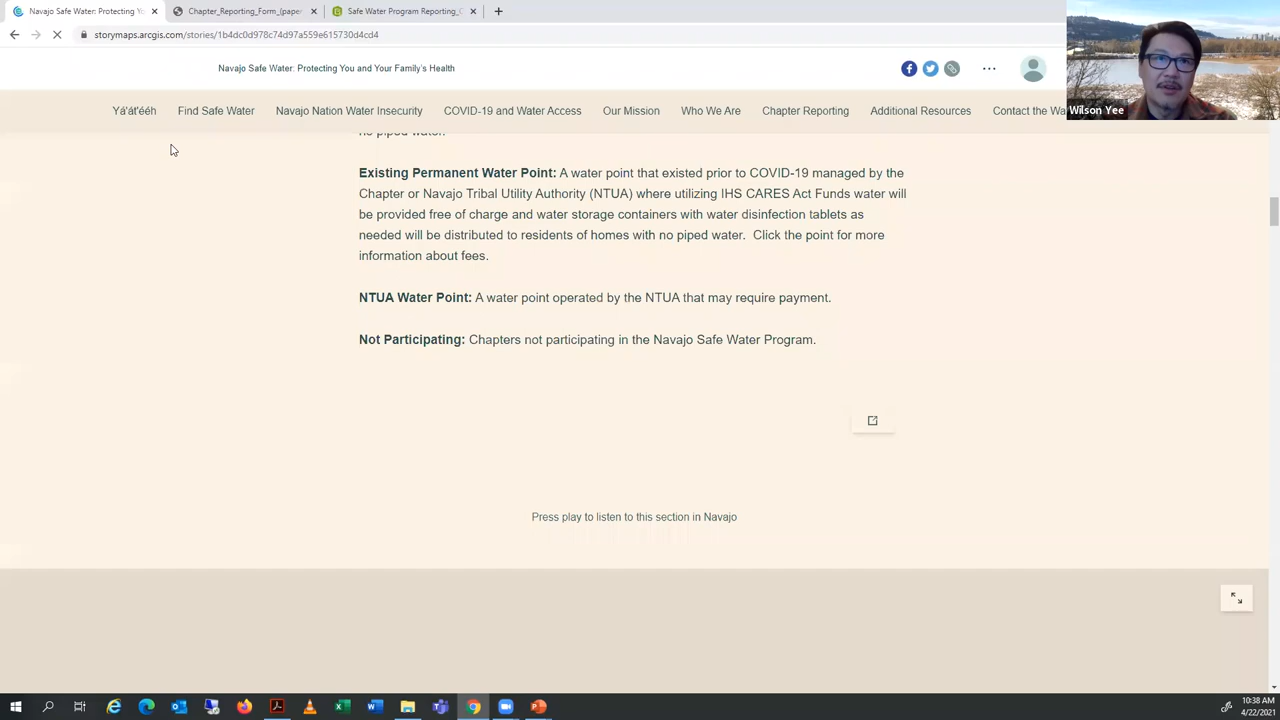 Navajo Safe Water: Protecting Yo
Chapter_Reporting_Form_(pape
Safe Water Program Reporting_
storymaps.arcgis.com/stories/1b4dc0d978c74d97a559e615730d4cd4
Navajo Safe Water: Protecting You and Your Family's Health
Yá'át'ééh Find Safe Water Navajo Nation Water Insecurity COVID-19 and Water Access Our Mission Who We Are Chapter Reporting Additional Resources Contact the Wa
Wilson Yee
no piped water.
Existing Permanent Water Point: A water point that existed prior to COVID-19 managed by the
Chapter or Navajo Tribal Utility Authority (NTUA) where utilizing IHS CARES Act Funds water will
be provided free of charge and water storage containers with water disinfection tablets as
needed will be distributed to residents of homes with no piped water. Click the point for more
information about fees.
NTUA Water Point: A water point operated by the NTUA that may require payment.
Not Participating: Chapters not participating in the Navajo Safe Water Program.
Press play to listen to this section in Navajo
10:38 AM
4/22/2021